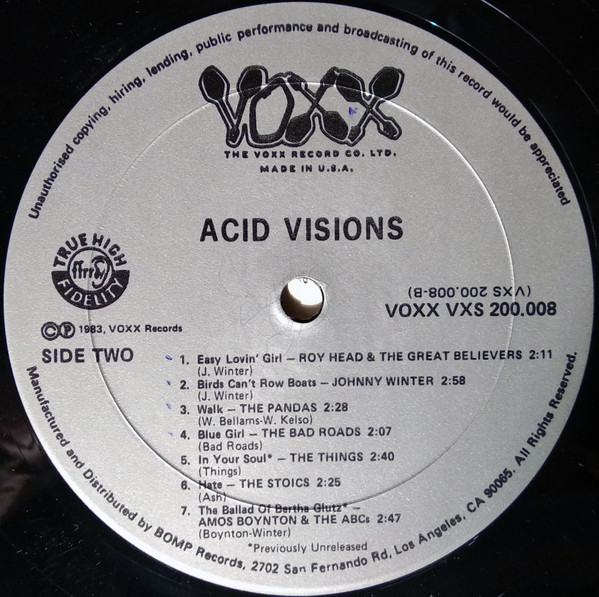 Unauthorised copying, hiring, lending, public performance and broadcasting of this record would be appreciated
VOXX
THE VOXX RECORD CO. LTD.
MADE IN U.S.A.
ACID VISIONS
TRUE HIGH
ffrrs
FIDELITY
(VXS 200.008-B)
VOXX VXS 200.008
©℗ 1983, VOXX Records
SIDE TWO
1. Easy Lovin' Girl – ROY HEAD & THE GREAT BELIEVERS 2:11
(J. Winter)
2. Birds Can't Row Boats – JOHNNY WINTER 2:58
(J. Winter)
3. Walk – THE PANDAS 2:28
(W. Bellams-W. Kelso)
4. Blue Girl – THE BAD ROADS 2:07
(Bad Roads)
5. In Your Soul* – THE THINGS 2:40
(Things)
6. Hate – THE STOICS 2:25
(Ash)
7. The Ballad Of Bertha Glutz* –
AMOS BOYNTON & THE ABCs 2:47
(Boynton-Winter)
*Previously Unreleased
Manufactured and Distributed by BOMP Records, 2702 San Fernando Rd, Los Angeles, CA 90065. All Rights Reserved.